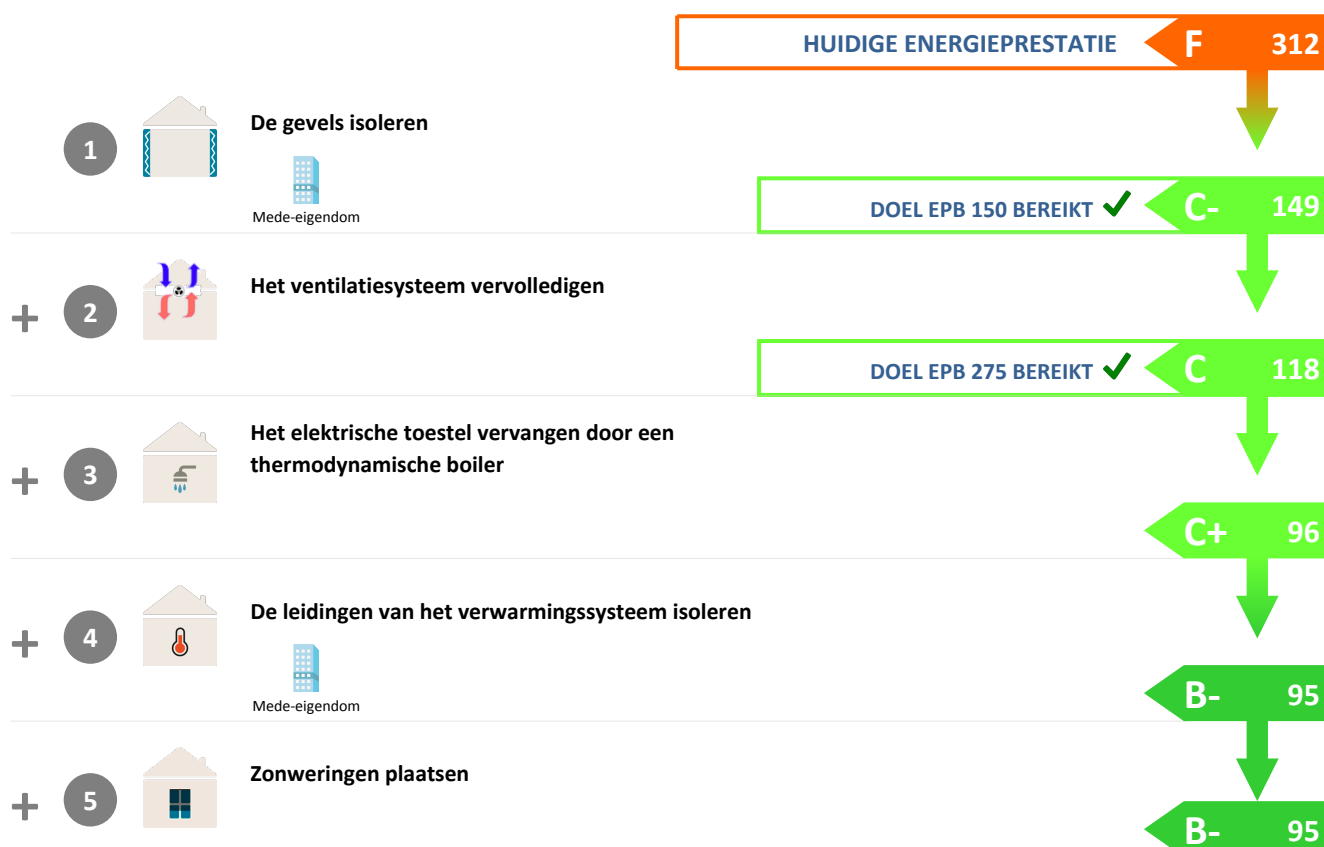 HUIDIGE ENERGIEPRESTATIE F 312
1 De gevels isoleren
Mede-eigendom
DOEL EPB 150 BEREIKT ✔ C- 149
+ 2 Het ventilatiesysteem vervolledigen
DOEL EPB 275 BEREIKT ✔ C 118
+ 3 Het elektrische toestel vervangen door een
thermodynamische boiler
C+ 96
+ 4 De leidingen van het verwarmingssysteem isoleren
Mede-eigendom
B- 95
+ 5 Zonweringen plaatsen
B- 95